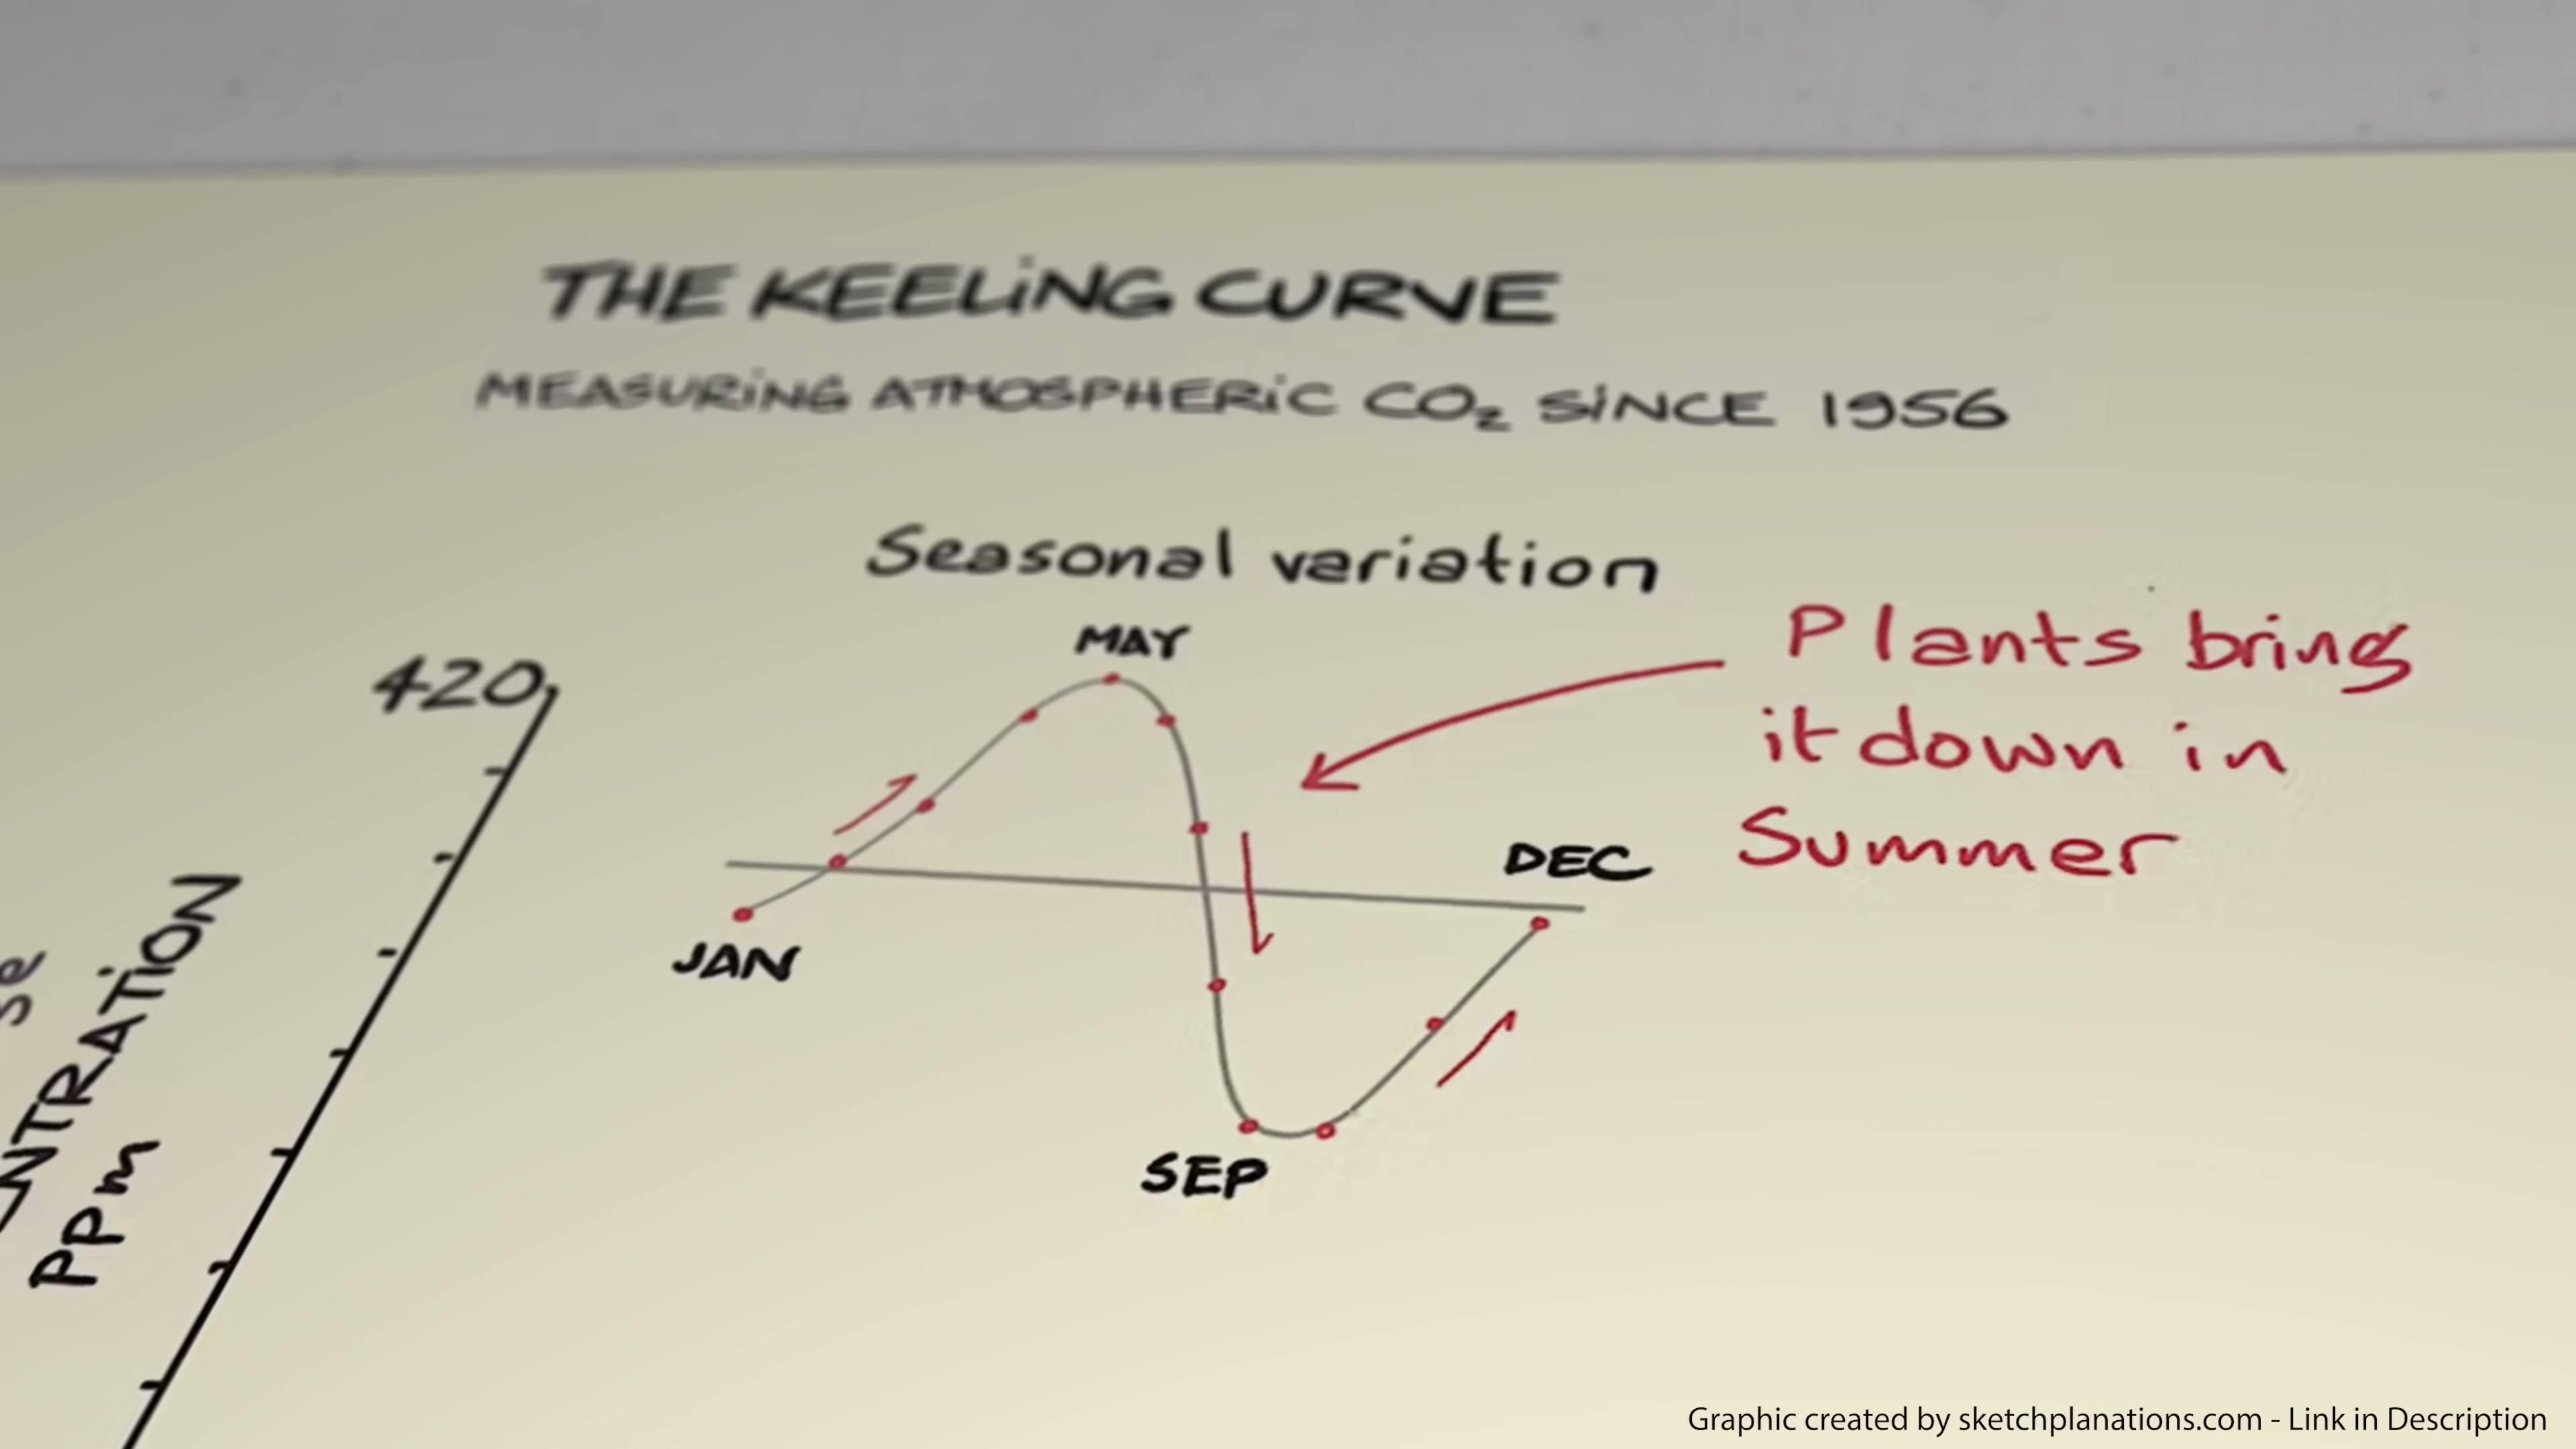 THE KEELING CURVE
MEASURING ATMOSPHERIC CO₂ SINCE 1956
Seasonal variation
MAY
Plants bring
it down in
Summer
420
DEC
JAN
SEP
PPM
Graphic created by sketchplanations.com - Link in Description